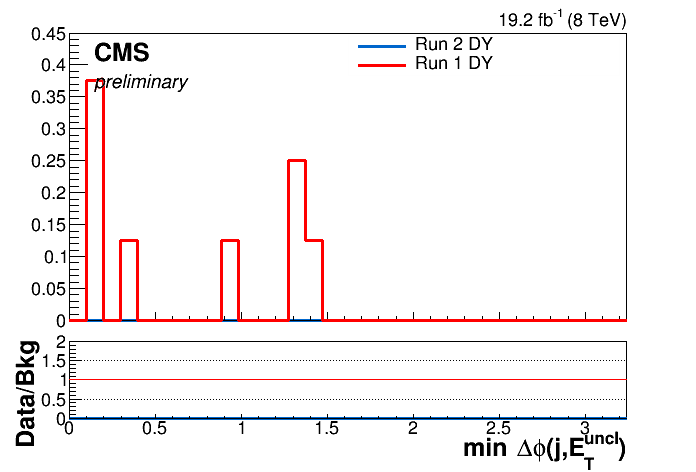 19.2 fb⁻¹ (8 TeV)
CMS
preliminary
Run 2 DY
Run 1 DY
0.45
0.4
0.35
0.3
0.25
0.2
0.15
0.1
0.05
0
Data/Bkg
2
1.5
1
0.5
0
0 0.5 1 1.5 2 2.5 3
min Δϕ(j,E_T^uncl)